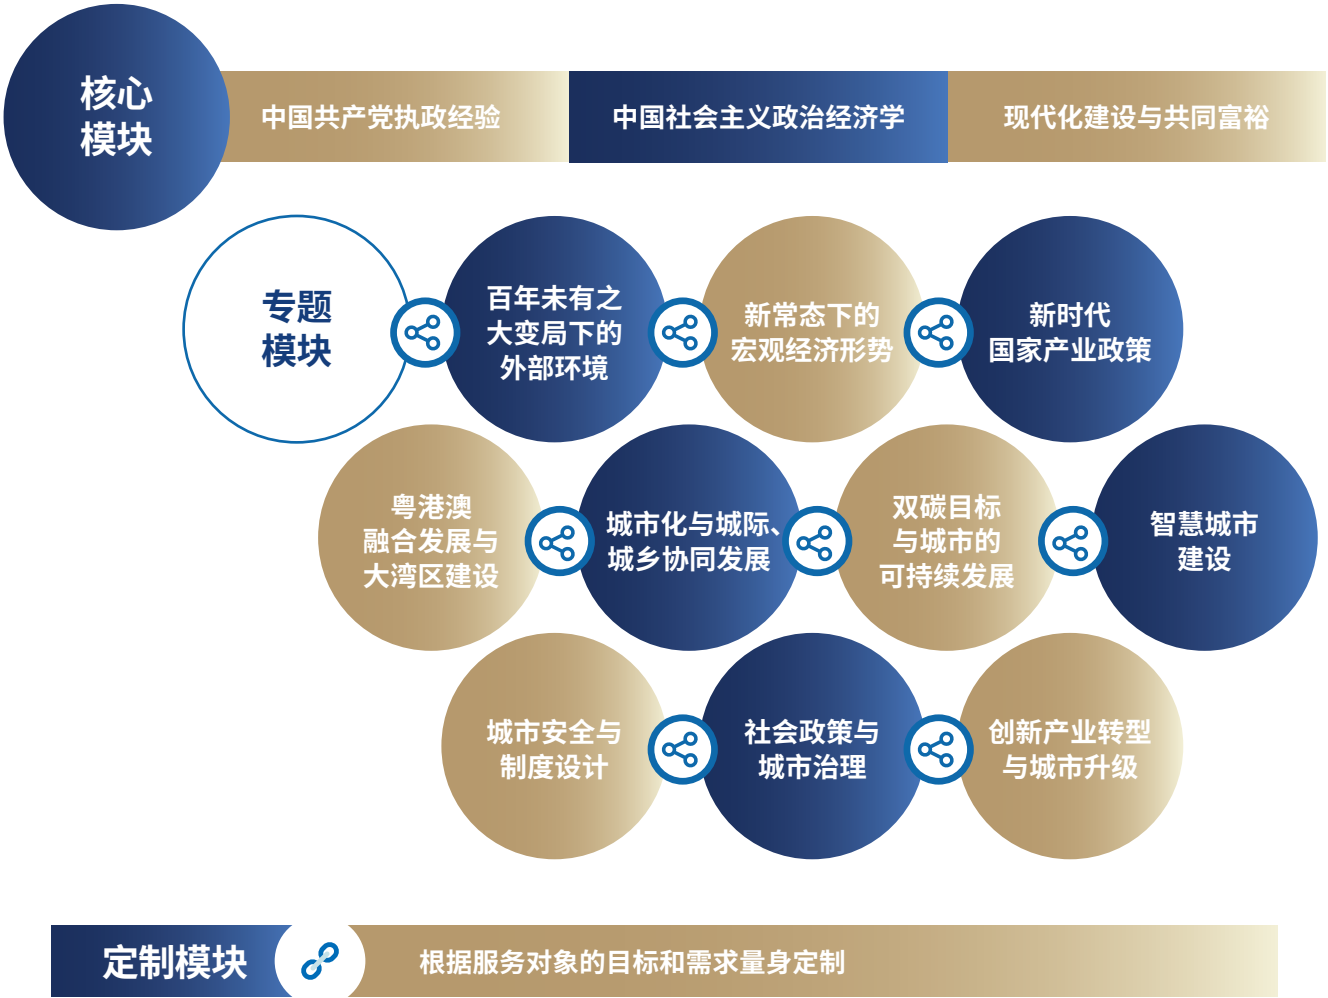 核心
模块
中国共产党执政经验
中国社会主义政治经济学
现代化建设与共同富裕
专题
模块
百年未有之
大变局下的
外部环境
新常态下的
宏观经济形势
新时代
国家产业政策
粤港澳
融合发展与
大湾区建设
城市化与城际、
城乡协同发展
双碳目标
与城市的
可持续发展
智慧城市
建设
城市安全与
制度设计
社会政策与
城市治理
创新产业转型
与城市升级
定制模块
根据服务对象的目标和需求量身定制